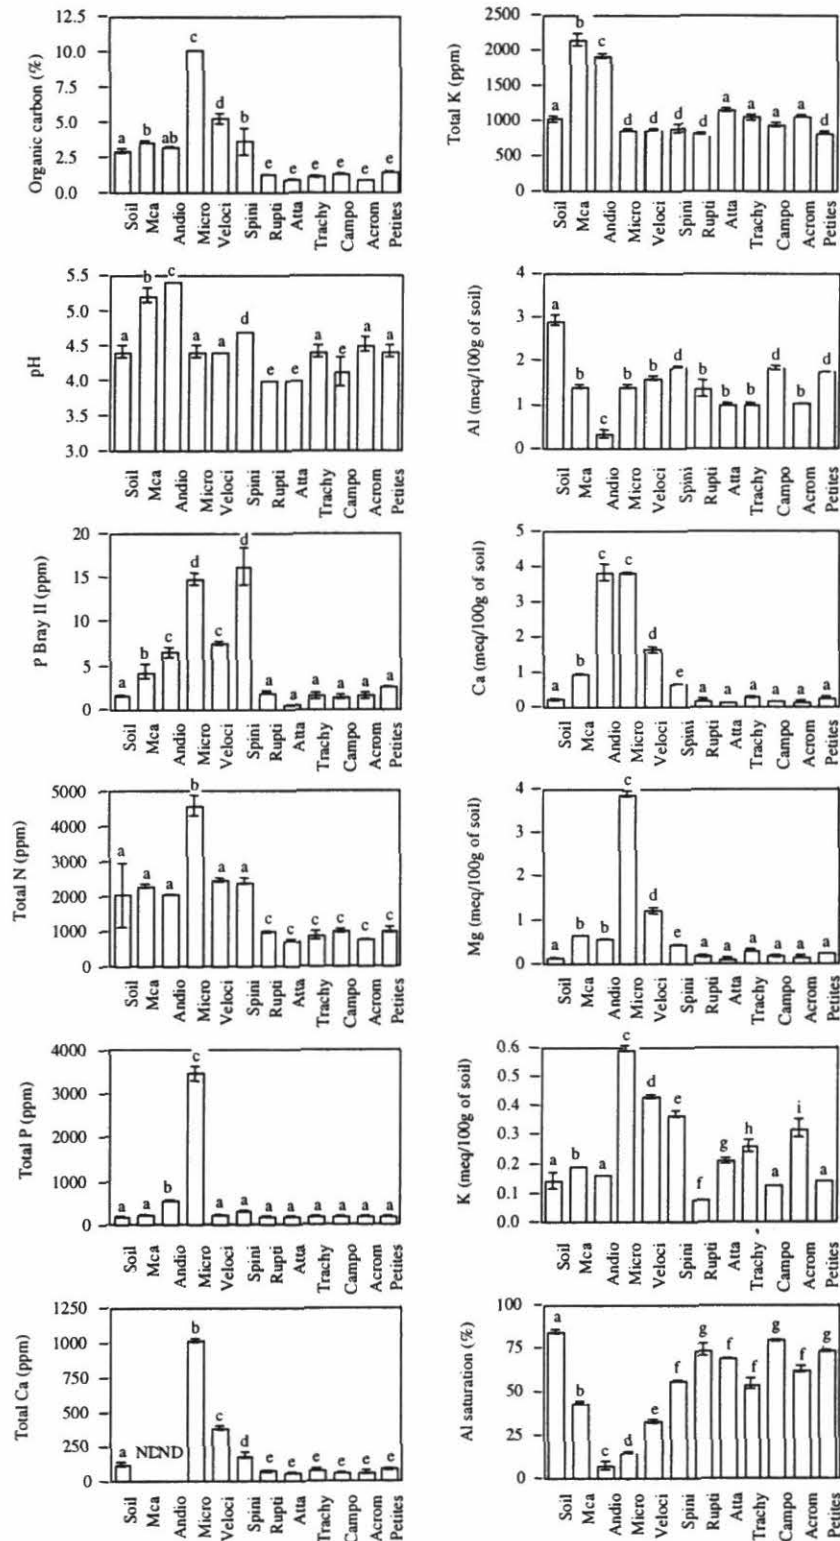 12.5
10.0
7.5
5.0
2.5
0.0
Organic carbon (%)
a b ab c d b e e e e e e
Soil Mca Andio Micro Veloci Spini Rupti Atta Trachy Campo Acrom Petites
2500
2000
1500
1000
500
0
Total K (ppm)
a b c d d d d a a a a d
Soil Mca Andio Micro Veloci Spini Rupti Atta Trachy Campo Acrom Petites
5.5
5.0
4.5
4.0
3.5
3.0
pH
a b c a a d e e a e a a
Soil Mca Andio Micro Veloci Spini Rupti Atta Trachy Campo Acrom Petites
4
3
2
1
0
Al (meq/100g of soil)
a b c b b d b b b d b d
Soil Mca Andio Micro Veloci Spini Rupti Atta Trachy Campo Acrom Petites
20
15
10
5
0
P Bray II (ppm)
a b c d c d a a a a a a
Soil Mca Andio Micro Veloci Spini Rupti Atta Trachy Campo Acrom Petites
5
4
3
2
1
0
Ca (meq/100g of soil)
a b c c d e a a a a a a
Soil Mca Andio Micro Veloci Spini Rupti Atta Trachy Campo Acrom Petites
5000
4000
3000
2000
1000
0
Total N (ppm)
a a a b a a c c c c c c
Soil Mca Andio Micro Veloci Spini Rupti Atta Trachy Campo Acrom Petites
4
3
2
1
0
Mg (meq/100g of soil)
a b b c d e a a a a a a
Soil Mca Andio Micro Veloci Spini Rupti Atta Trachy Campo Acrom Petites
4000
3000
2000
1000
0
Total P (ppm)
a a b c a a a a a a a a
Soil Mca Andio Micro Veloci Spini Rupti Atta Trachy Campo Acrom Petites
0.6
0.5
0.4
0.3
0.2
0.1
0.0
K (meq/100g of soil)
a b a c d e f g h a i a
Soil Mca Andio Micro Veloci Spini Rupti Atta Trachy Campo Acrom Petites
1250
1000
750
500
250
0
Total Ca (ppm)
a ND ND b c d e e e e e e
Soil Mca Andio Micro Veloci Spini Rupti Atta Trachy Campo Acrom Petites
100
75
50
25
0
Al saturation (%)
a b c d e f g f f g f g
Soil Mca Andio Micro Veloci Spini Rupti Atta Trachy Campo Acrom Petites